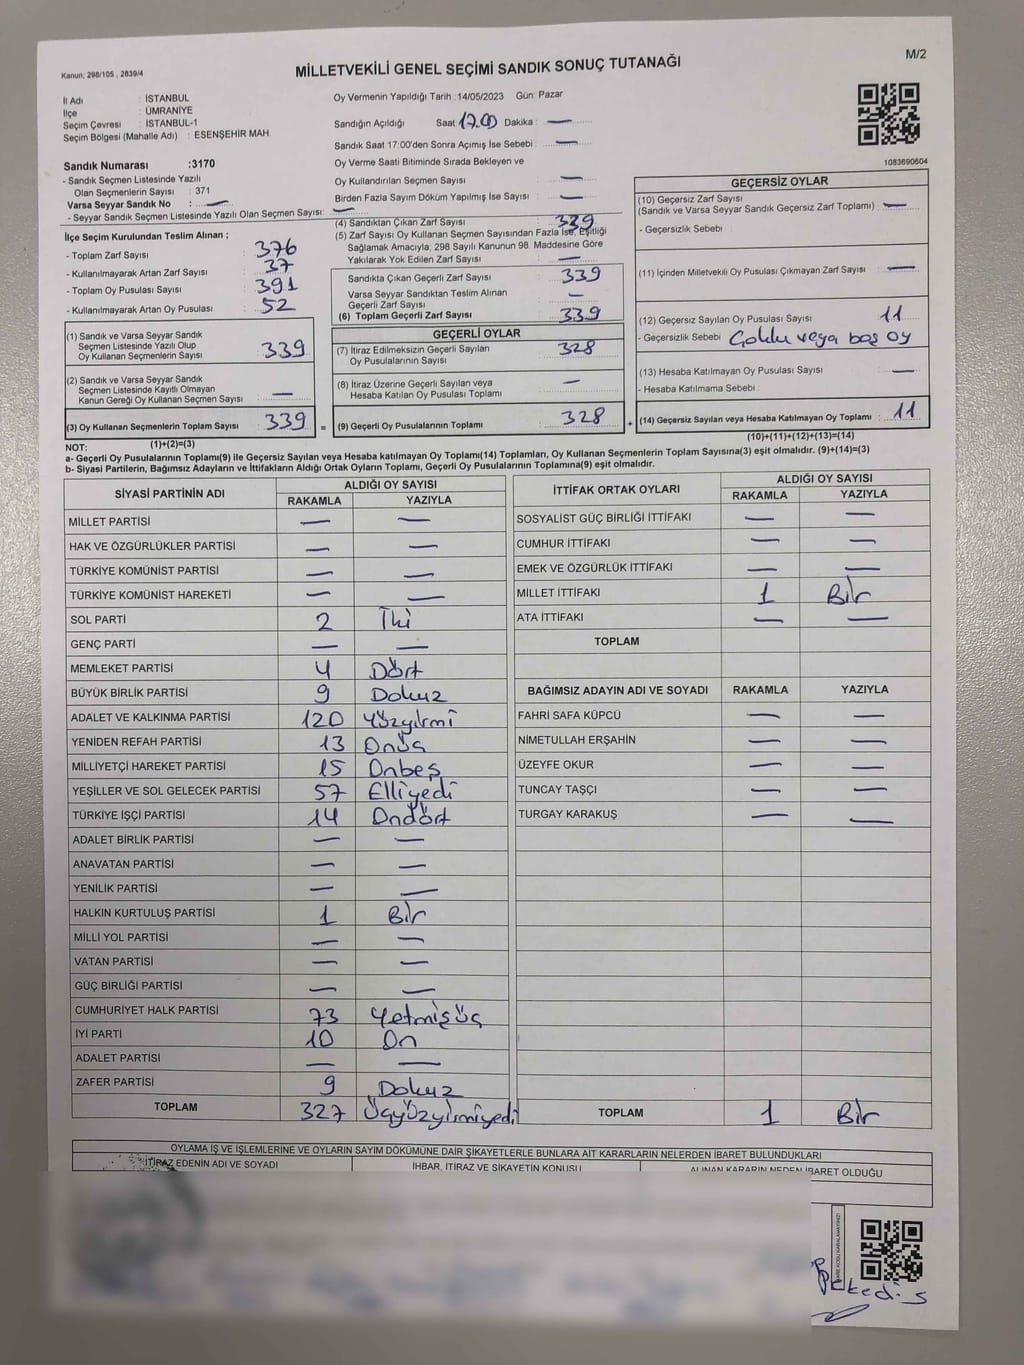 M/2
Kanun, 298/105 , 2839/4
MİLLETVEKİLİ GENEL SEÇİMİ SANDIK SONUÇ TUTANAĞI
İl Adı : İSTANBUL
İlçe : ÜMRANİYE
Seçim Çevresi : İSTANBUL-1
Seçim Bölgesi (Mahalle Adı) : ESENŞEHİR MAH.
Sandık Numarası :3170
- Sandık Seçmen Listesinde Yazılı
Olan Seçmenlerin Sayısı : 371
Varsa Seyyar Sandık No : —
- Seyyar Sandık Seçmen Listesinde Yazılı Olan Seçmen Sayısı: —
Oy Vermenin Yapıldığı Tarih :14/05/2023 Gün: Pazar
Sandığın Açıldığı Saat: 17.00 Dakika : —
Sandık Saat 17:00'den Sonra Açımış İse Sebebi : —
Oy Verme Saati Bitiminde Sırada Bekleyen ve
Oy Kullandırılan Seçmen Sayısı —
Birden Fazla Sayım Döküm Yapılmış İse Sayısı : —
1083690604
İlçe Seçim Kurulundan Teslim Alınan ;
- Toplam Zarf Sayısı : 376
- Kullanılmayarak Artan Zarf Sayısı : 37
- Toplam Oy Pusulası Sayısı : 391
- Kullanılmayarak Artan Oy Pusulası : 52
(1) Sandık ve Varsa Seyyar Sandık
Seçmen Listesinde Yazılı Olup
Oy Kullanan Seçmenlerin Sayısı 339
(2) Sandık ve Varsa Seyyar Sandık
Seçmen Listesinde Kayıtlı Olmayan
Kanun Gereği Oy Kullanan Seçmen Sayısı —
(3) Oy Kullanan Seçmenlerin Toplam Sayısı 339
(1)+(2)=(3)
(4) Sandıktan Çıkan Zarf Sayısı : 339
(5) Zarf Sayısı Oy Kullanan Seçmen Sayısından Fazla İse, Eşitliği
Sağlamak Amacıyla; 298 Sayılı Kanunun 98. Maddesine Göre
Yakılarak Yok Edilen Zarf Sayısı —
Sandıkta Çıkan Geçerli Zarf Sayısı : 339
Varsa Seyyar Sandıktan Teslim Alınan
Geçerli Zarf Sayısı —
(6) Toplam Geçerli Zarf Sayısı : 339
GEÇERLİ OYLAR
(7) İtiraz Edilmeksizin Geçerli Sayılan
Oy Pusulalarının Sayısı : 328
(8) İtiraz Üzerine Geçerli Sayılan veya
Hesaba Katılan Oy Pusulası Toplamı —
= (9) Geçerli Oy Pusulalarının Toplamı 328 +
GEÇERSİZ OYLAR
(10) Geçersiz Zarf Sayısı
(Sandık ve Varsa Seyyar Sandık Geçersiz Zarf Toplamı) —
- Geçersizlik Sebebi
(11) İçinden Milletvekili Oy Pusulası Çıkmayan Zarf Sayısı —
(12) Geçersiz Sayılan Oy Pusulası Sayısı 11
- Geçersizlik Sebebi Çoklu veya boş oy
(13) Hesaba Katılmayan Oy Pusulası Sayısı —
- Hesaba Katılmama Sebebi
(14) Geçersiz Sayılan veya Hesaba Katılmayan Oy Toplamı : 11
(10)+(11)+(12)+(13)=(14)
NOT:
a- Geçerli Oy Pusulalarının Toplamı(9) ile Geçersiz Sayılan veya Hesaba katılmayan Oy Toplamı(14) Toplamları, Oy Kullanan Seçmenlerin Toplam Sayısına(3) eşit olmalıdır. (9)+(14)=(3)
b- Siyasi Partilerin, Bağımsız Adayların ve İttifakların Aldığı Ortak Oyların Toplamı, Geçerli Oy Pusulalarının Toplamına(9) eşit olmalıdır.
SİYASİ PARTİNİN ADI ALDIĞI OY SAYISI
RAKAMLA YAZIYLA
MİLLET PARTİSİ — —
HAK VE ÖZGÜRLÜKLER PARTİSİ — —
TÜRKİYE KOMÜNİST PARTİSİ — —
TÜRKİYE KOMÜNİST HAREKETİ — —
SOL PARTİ 2 İki
GENÇ PARTİ — —
MEMLEKET PARTİSİ 4 Dört
BÜYÜK BİRLİK PARTİSİ 9 Dokuz
ADALET VE KALKINMA PARTİSİ 120 Yüzyirmi
YENİDEN REFAH PARTİSİ 13 Onüç
MİLLİYETÇİ HAREKET PARTİSİ 15 Onbeş
YEŞİLLER VE SOL GELECEK PARTİSİ 57 Elliyedi
TÜRKİYE İŞÇİ PARTİSİ 14 Ondört
ADALET BİRLİK PARTİSİ — —
ANAVATAN PARTİSİ — —
YENİLİK PARTİSİ — —
HALKIN KURTULUŞ PARTİSİ 1 Bir
MİLLİ YOL PARTİSİ — —
VATAN PARTİSİ — —
GÜÇ BİRLİĞİ PARTİSİ — —
CUMHURİYET HALK PARTİSİ 73 Yetmişüç
İYİ PARTİ 10 On
ADALET PARTİSİ — —
ZAFER PARTİSİ 9 Dokuz
TOPLAM 327 Üçyüzyirmiyedi
İTTİFAK ORTAK OYLARI ALDIĞI OY SAYISI
RAKAMLA YAZIYLA
SOSYALİST GÜÇ BİRLİĞİ İTTİFAKI — —
CUMHUR İTTİFAKI — —
EMEK VE ÖZGÜRLÜK İTTİFAKI — —
MİLLET İTTİFAKI 1 Bir
ATA İTTİFAKI — —
TOPLAM
BAĞIMSIZ ADAYIN ADI VE SOYADI RAKAMLA YAZIYLA
FAHRİ SAFA KÜPCÜ — —
NİMETULLAH ERŞAHİN — —
ÜZEYFE OKUR — —
TUNCAY TAŞÇI — —
TURGAY KARAKUŞ — —
TOPLAM 1 Bir
OYLAMA İŞ VE İŞLEMLERİNE VE OYLARIN SAYIM DÖKÜMÜNE DAİR ŞİKAYETLERLE BUNLARA AİT KARARLARIN NELERDEN İBARET BULUNDUKLARI
İTİRAZ EDENİN ADI VE SOYADI İHBAR, İTİRAZ VE ŞİKAYETİN KONUSU ALINAN KARARIN NEDEN İBARET OLDUĞU